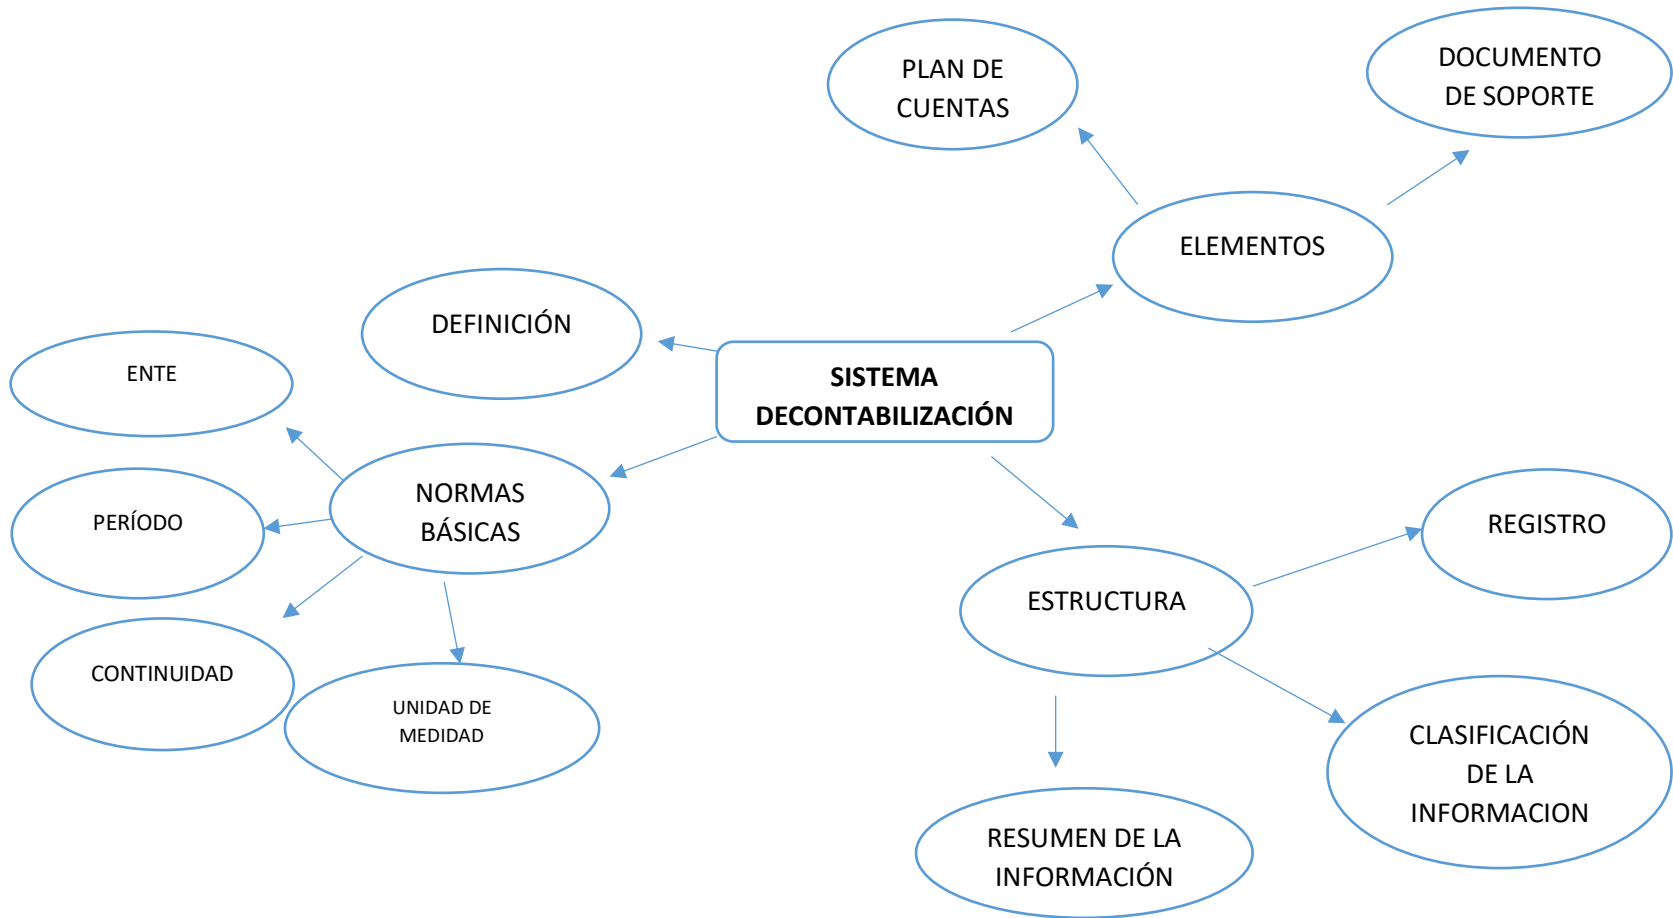 PLAN DE
CUENTAS
DOCUMENTO
DE SOPORTE
ELEMENTOS
DEFINICIÓN
SISTEMA
DECONTABILIZACIÓN
ENTE
NORMAS
BÁSICAS
PERÍODO
CONTINUIDAD
UNIDAD DE
MEDIDAD
REGISTRO
ESTRUCTURA
CLASIFICACIÓN
DE LA
INFORMACION
RESUMEN DE LA
INFORMACIÓN